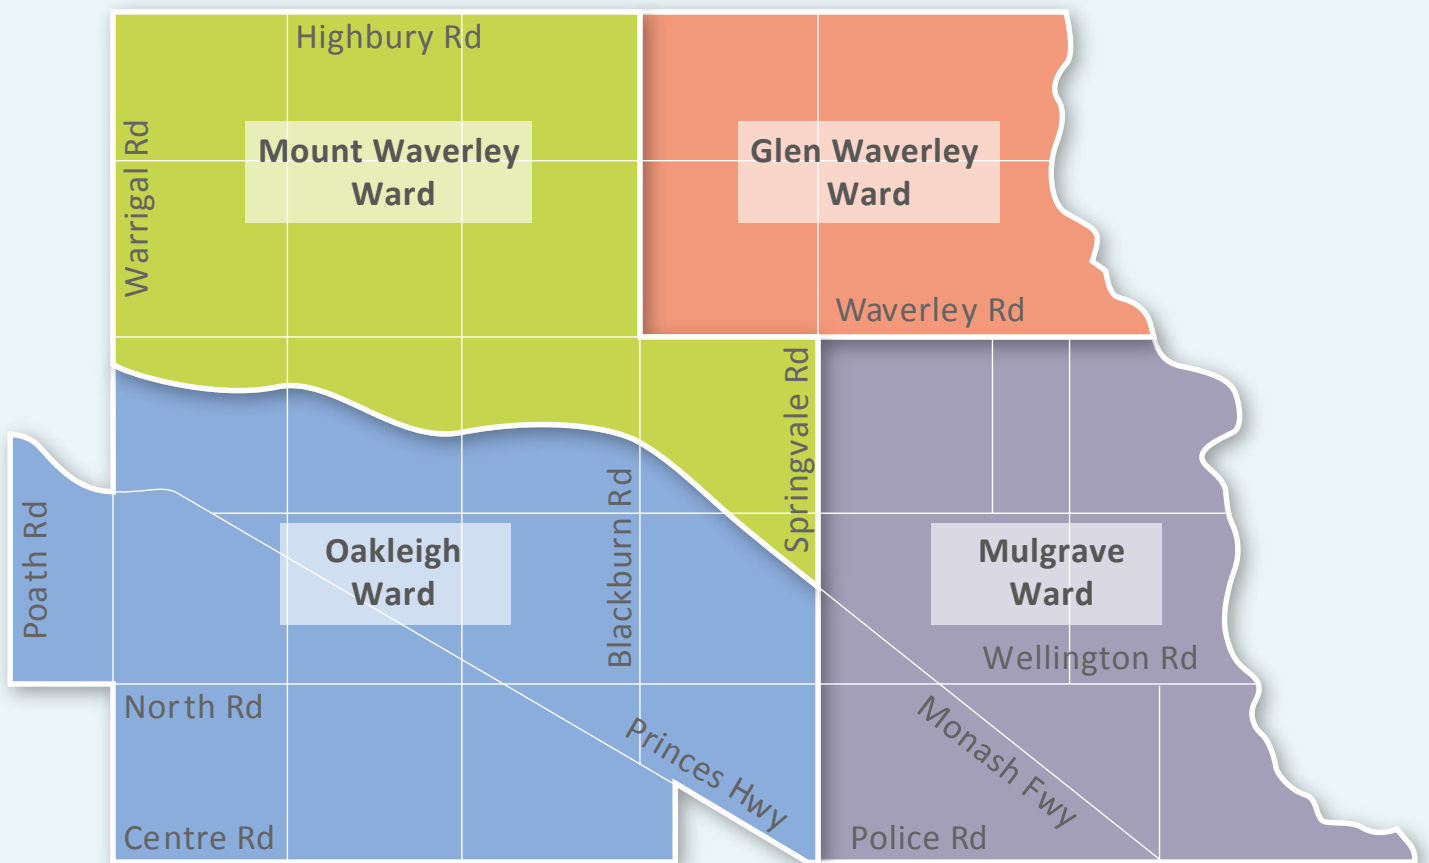 Highbury Rd
Warrigal Rd
Mount Waverley
Ward
Glen Waverley
Ward
Waverley Rd
Springvale Rd
Poath Rd
Oakleigh
Ward
Blackburn Rd
Mulgrave
Ward
Wellington Rd
North Rd
Princes Hwy
Monash Fwy
Centre Rd
Police Rd